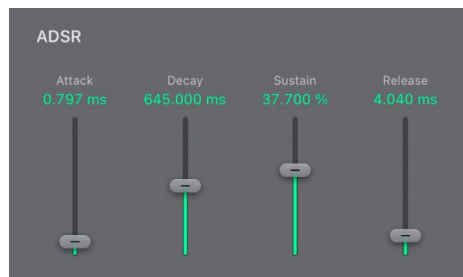 ADSR
Attack Decay Sustain Release
0.797 ms 645.000 ms 37.700 % 4.040 ms